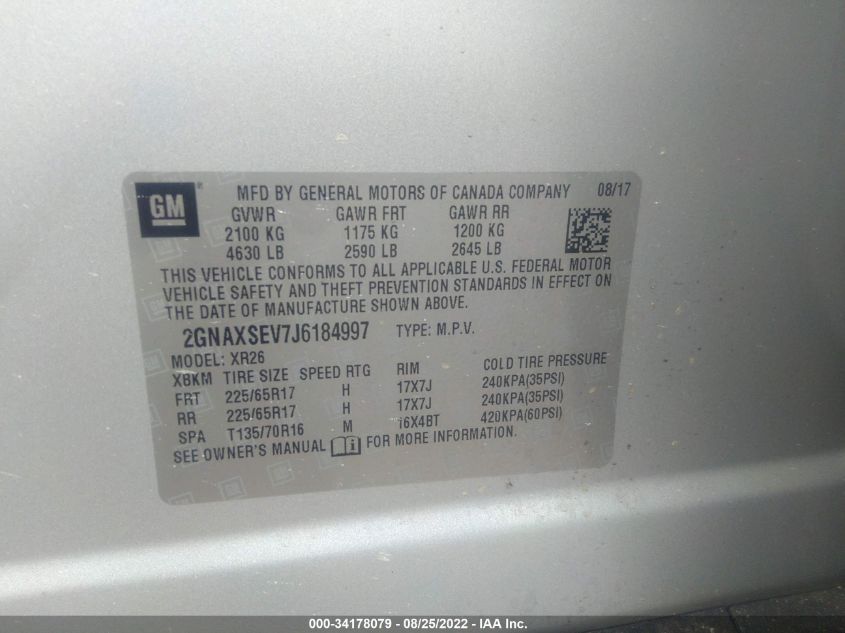 GM ® MFD BY GENERAL MOTORS OF CANADA COMPANY 08/17
GVWR GAWR FRT GAWR RR
2100 KG 1175 KG 1200 KG
4630 LB 2590 LB 2645 LB
THIS VEHICLE CONFORMS TO ALL APPLICABLE U.S. FEDERAL MOTOR
VEHICLE SAFETY AND THEFT PREVENTION STANDARDS IN EFFECT ON
THE DATE OF MANUFACTURE SHOWN ABOVE.
2GNAXSEV7J6184997 TYPE: M.P.V.
MODEL: XR26
X8KM TIRE SIZE SPEED RTG RIM COLD TIRE PRESSURE
FRT 225/65R17 H 17X7J 240KPA(35PSI)
RR 225/65R17 H 17X7J 240KPA(35PSI)
SPA T135/70R16 M 16X4BT 420KPA(60PSI)
SEE OWNER'S MANUAL i FOR MORE INFORMATION.
000-34178079 - 08/25/2022 - IAA Inc.